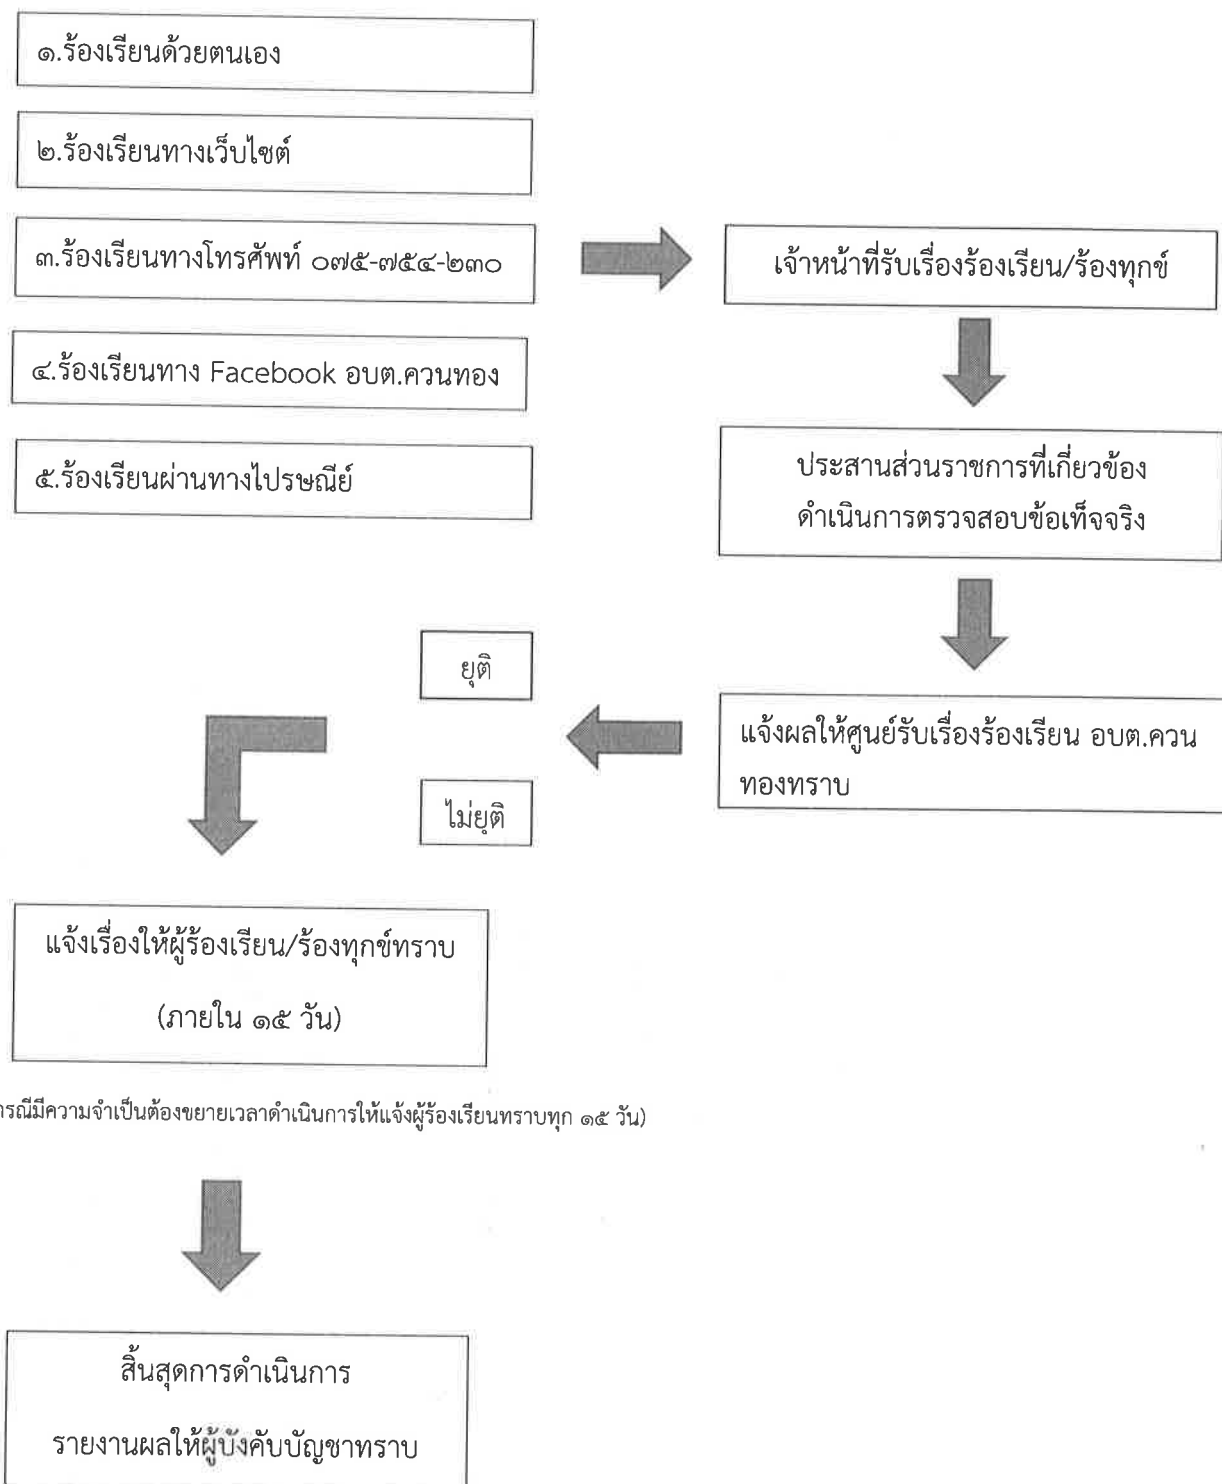 ๑.ร้องเรียนด้วยตนเอง
๒.ร้องเรียนทางเว็บไซต์
๓.ร้องเรียนทางโทรศัพท์ ๐๗๕-๗๕๔-๒๓๐
๔.ร้องเรียนทาง Facebook อบต.ควนทอง
๕.ร้องเรียนผ่านทางไปรษณีย์
เจ้าหน้าที่รับเรื่องร้องเรียน/ร้องทุกข์
ประสานส่วนราชการที่เกี่ยวข้อง
ดำเนินการตรวจสอบข้อเท็จจริง
แจ้งผลให้ศูนย์รับเรื่องร้องเรียน อบต.ควน
ทองทราบ
ยุติ
ไม่ยุติ
แจ้งเรื่องให้ผู้ร้องเรียน/ร้องทุกข์ทราบ
(ภายใน ๑๕ วัน)
รณีมีความจำเป็นต้องขยายเวลาดำเนินการให้แจ้งผู้ร้องเรียนทราบทุก ๑๕ วัน)
สิ้นสุดการดำเนินการ
รายงานผลให้ผู้บังคับบัญชาทราบ